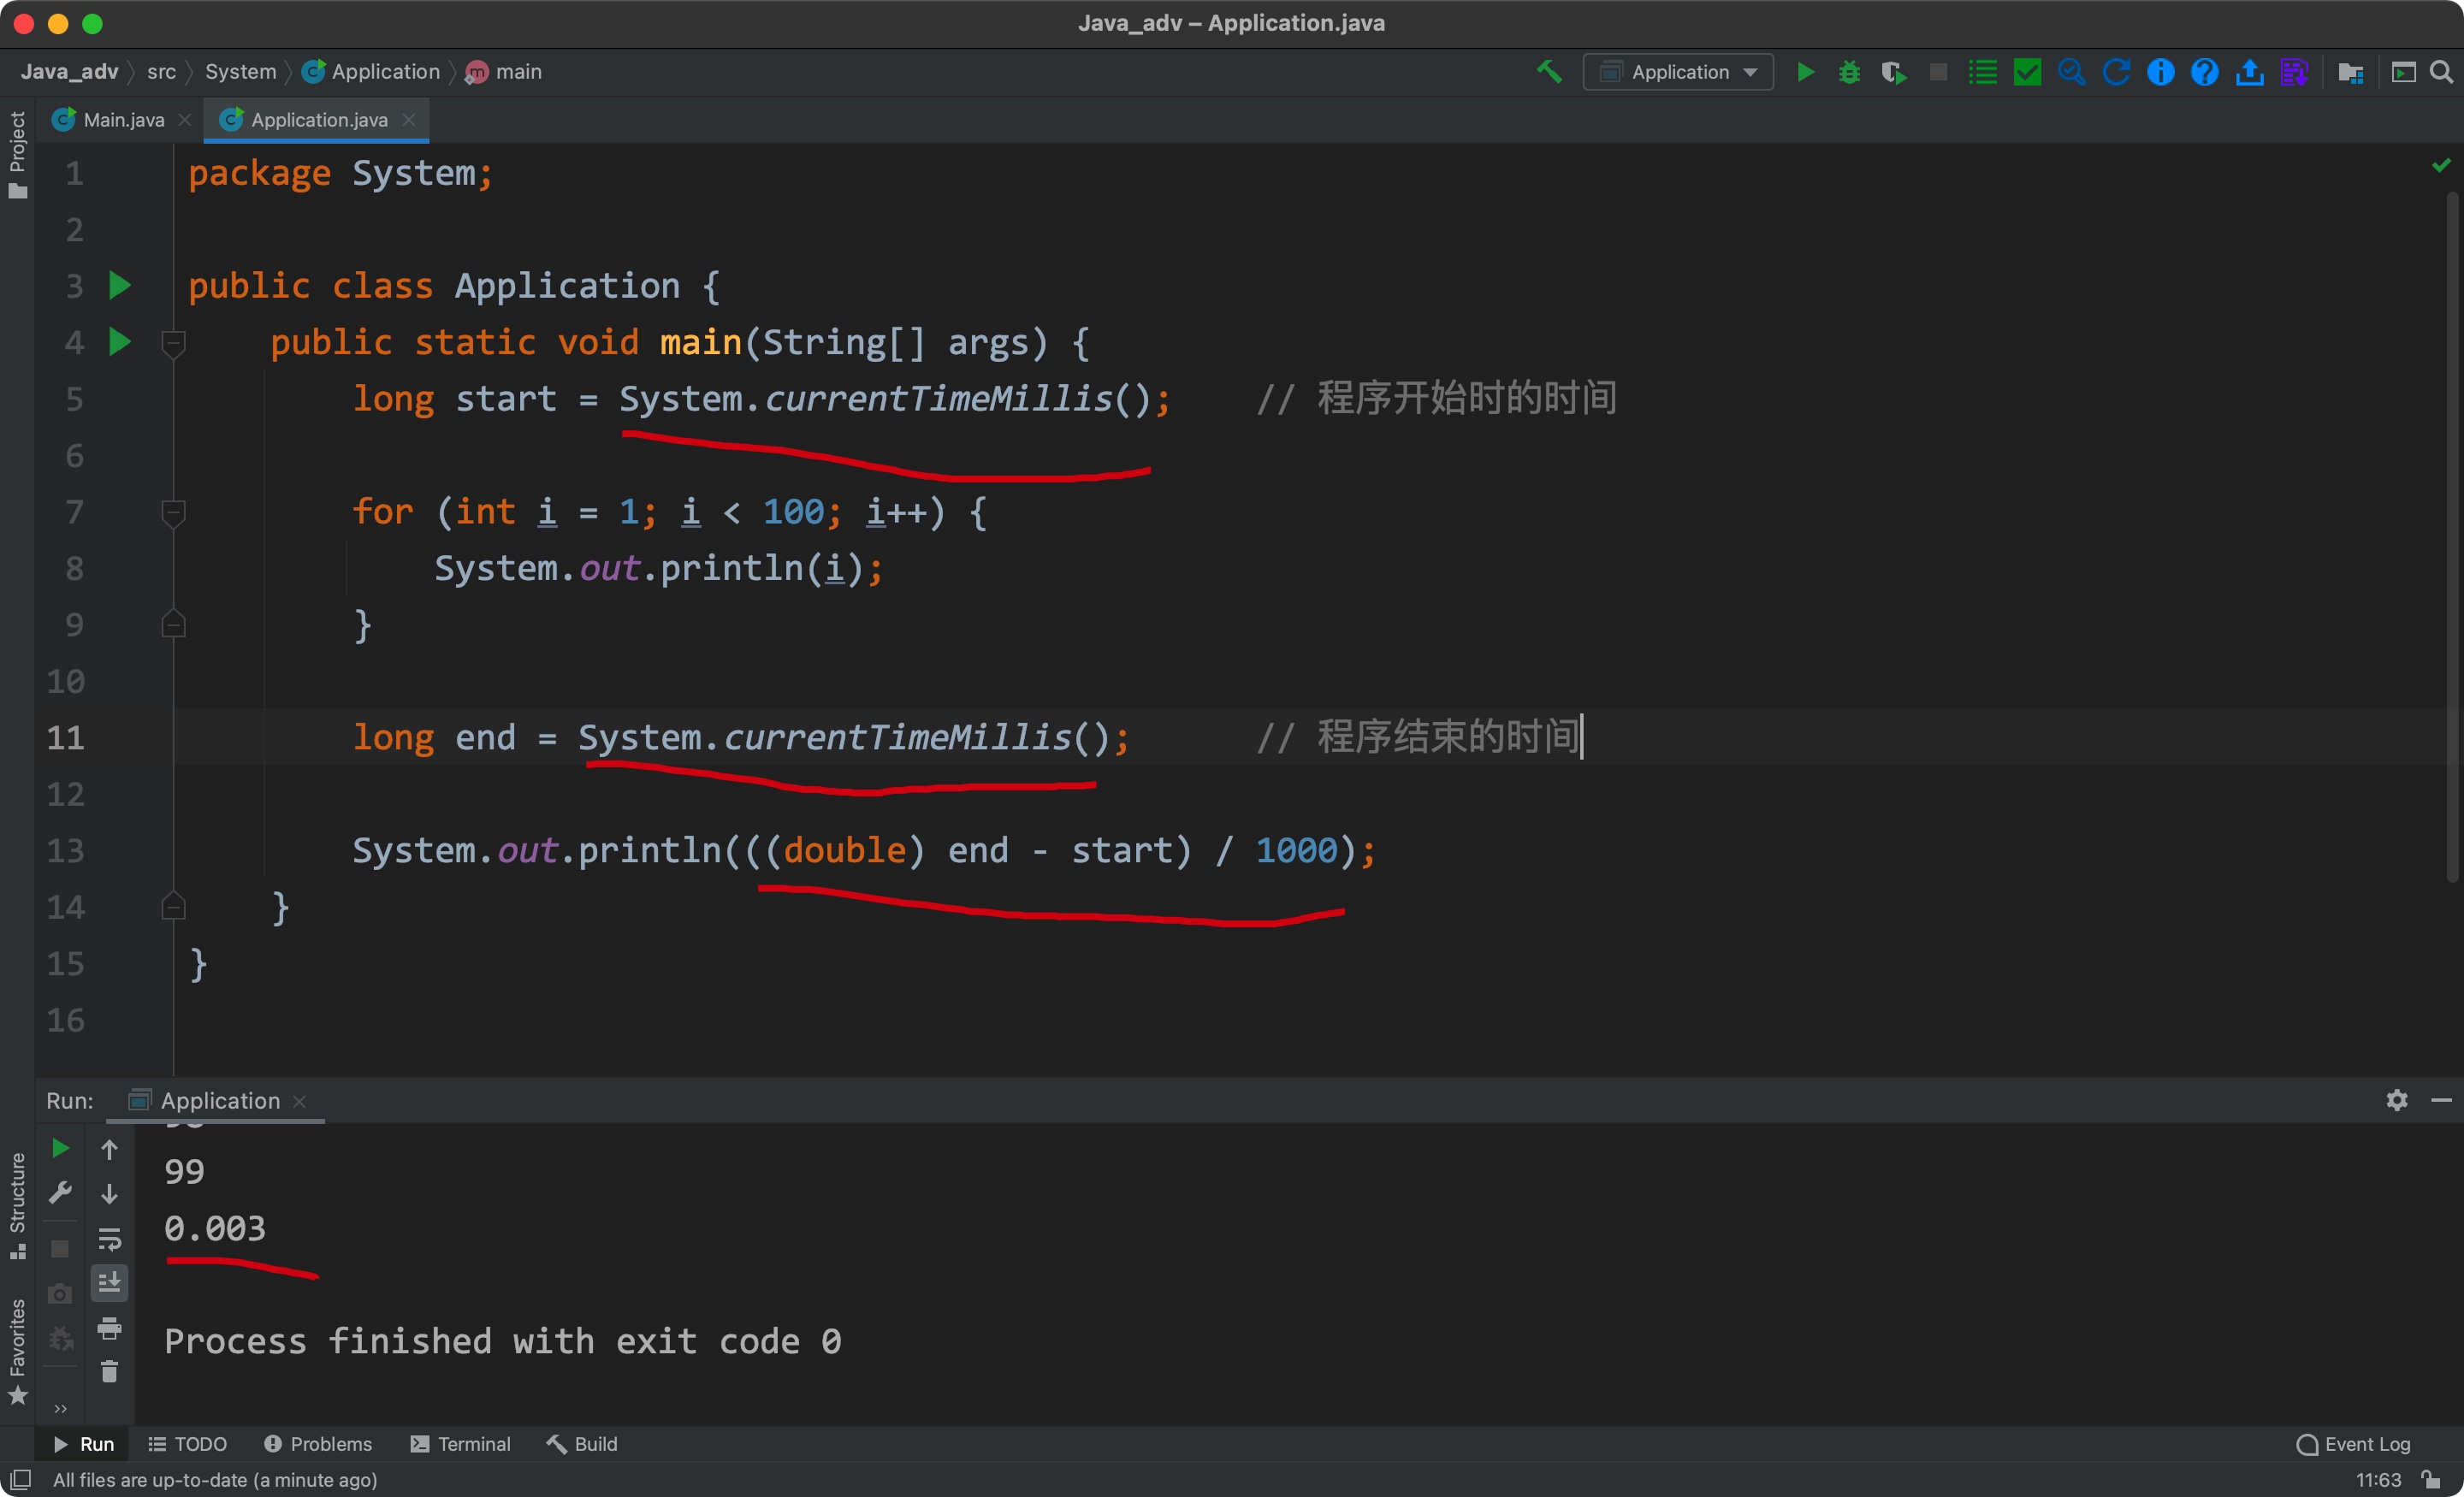 Java_adv – Application.java
Java_adv src System Application main
Application
Main.java Application.java
Project
1 package System;
2
3 public class Application {
4 public static void main(String[] args) {
5 long start = System.currentTimeMillis(); // 程序开始时的时间
6
7 for (int i = 1; i < 100; i++) {
8 System.out.println(i);
9 }
10
11 long end = System.currentTimeMillis(); // 程序结束的时间
12
13 System.out.println(((double) end - start) / 1000);
14 }
15 }
16
Run: Application
99
0.003
Process finished with exit code 0
Structure
Favorites
Run TODO Problems Terminal Build Event Log
All files are up-to-date (a minute ago) 11:63